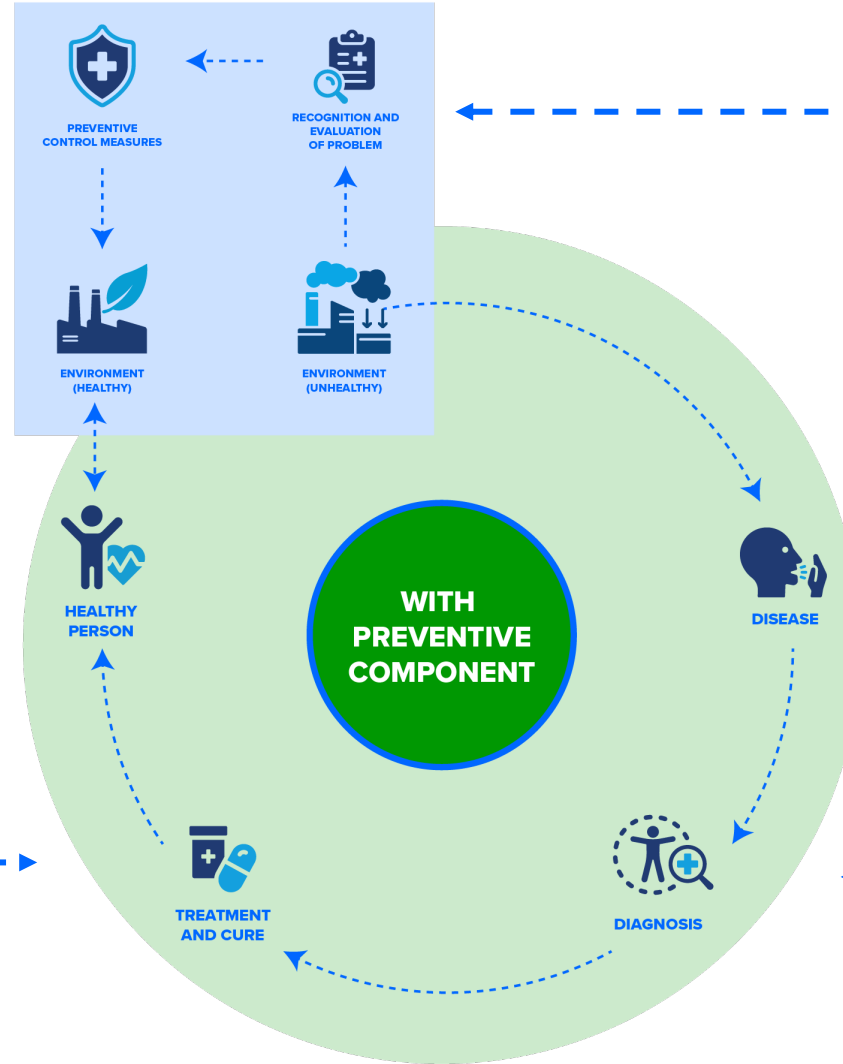 PREVENTIVE
CONTROL MEASURES
RECOGNITION AND
EVALUATION
OF PROBLEM
ENVIRONMENT
(HEALTHY)
ENVIRONMENT
(UNHEALTHY)
HEALTHY
PERSON
WITH
PREVENTIVE
COMPONENT
DISEASE
TREATMENT
AND CURE
DIAGNOSIS